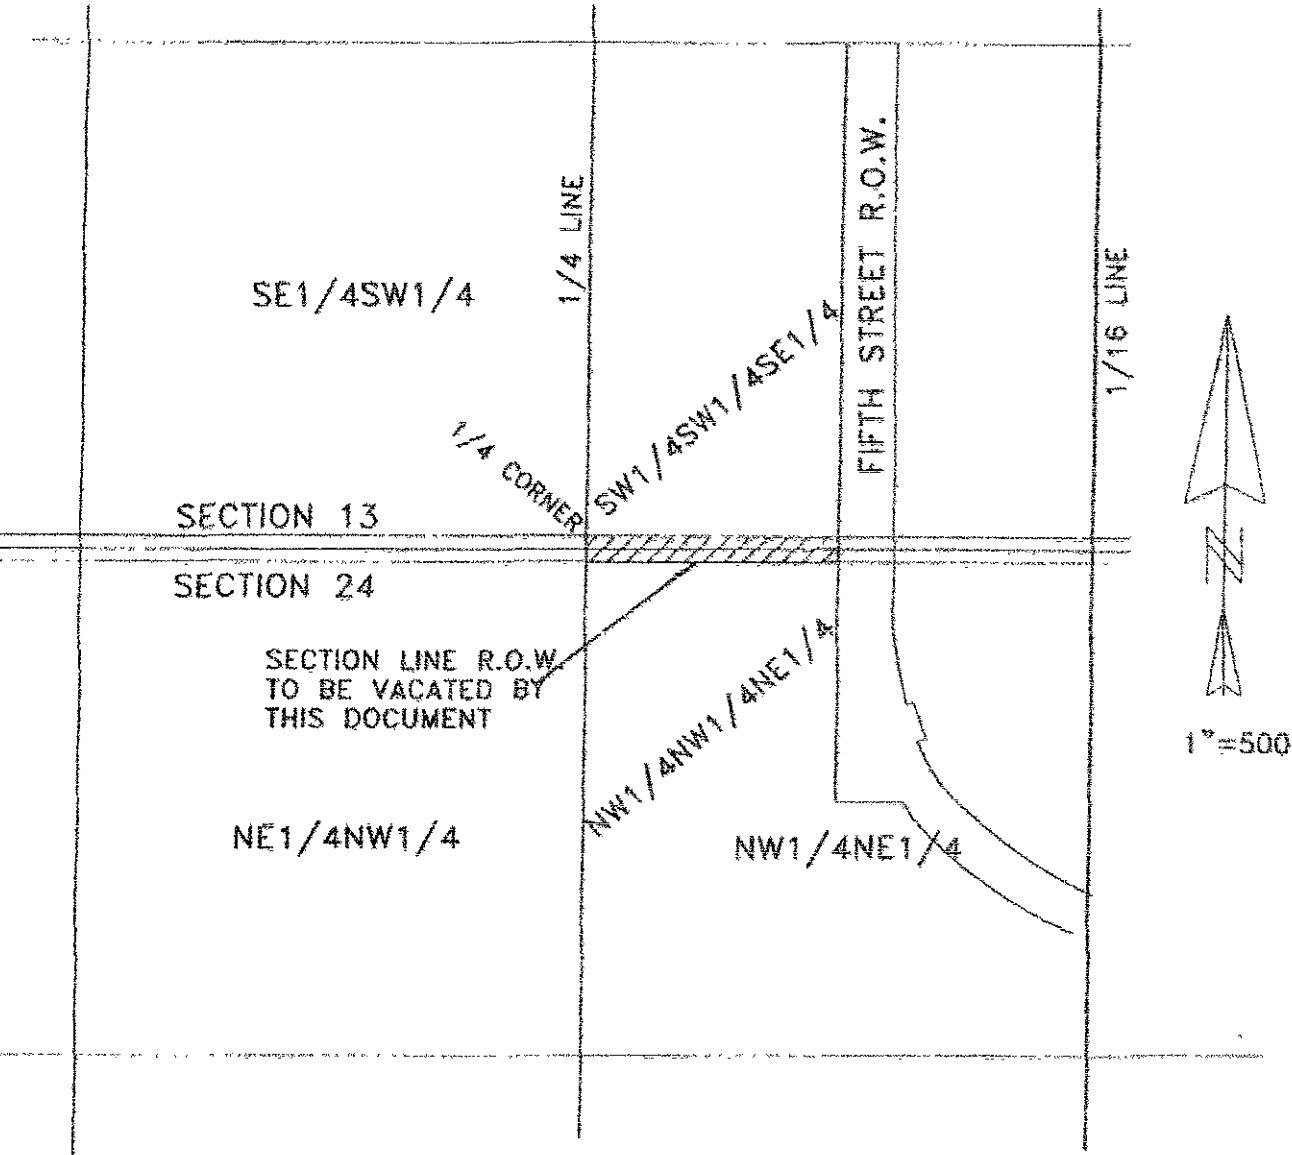 1/4 LINE
FIFTH STREET R.O.W.
1/16 LINE
SE1/4SW1/4
SW1/4SW1/4SE1/4
1/4 CORNER
SECTION 13
SECTION 24
SECTION LINE R.O.W.
TO BE VACATED BY
THIS DOCUMENT
NW1/4NW1/4NE1/4
NE1/4NW1/4
NW1/4NE1/4
N
1"=500